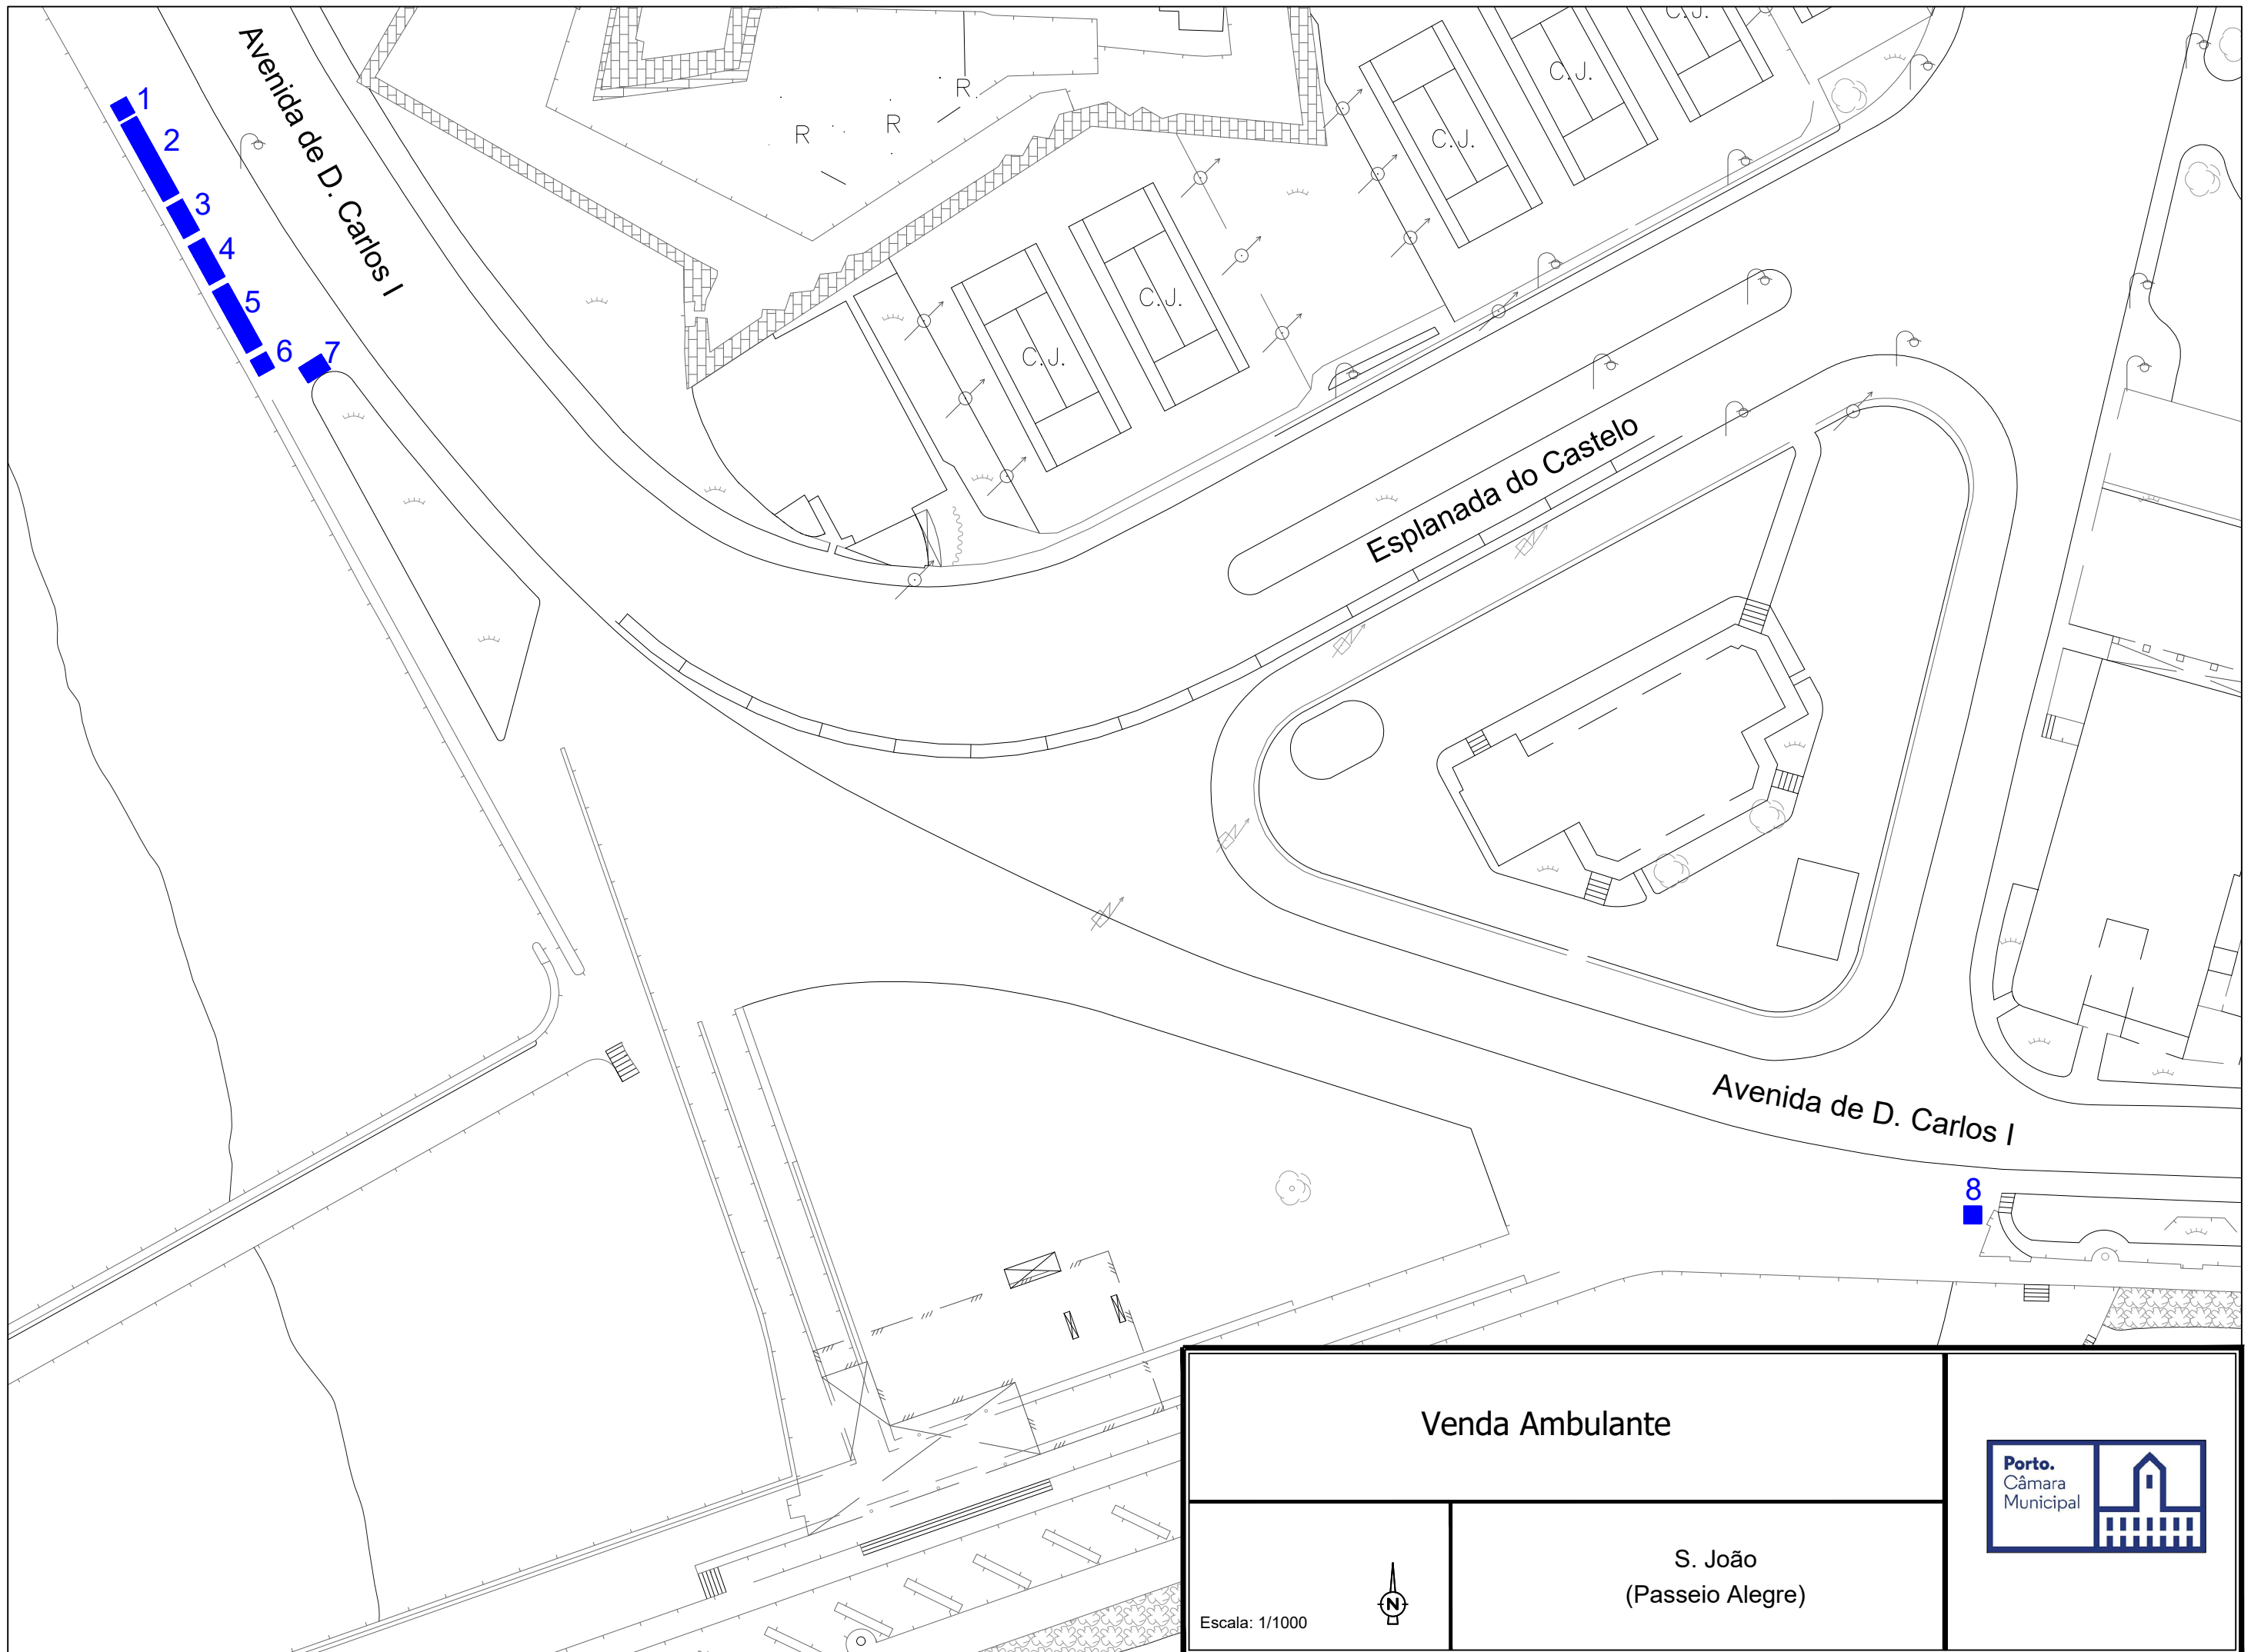 Avenida de D. Carlos I
1
2
3
4
5
6
7
R
R
R
C.J.
C.J.
C.J.
C.J.
C.J.
Esplanada do Castelo
Avenida de D. Carlos I
8
Venda Ambulante
Escala: 1/1000
N
S. João
(Passeio Alegre)
Porto.
Câmara
Municipal